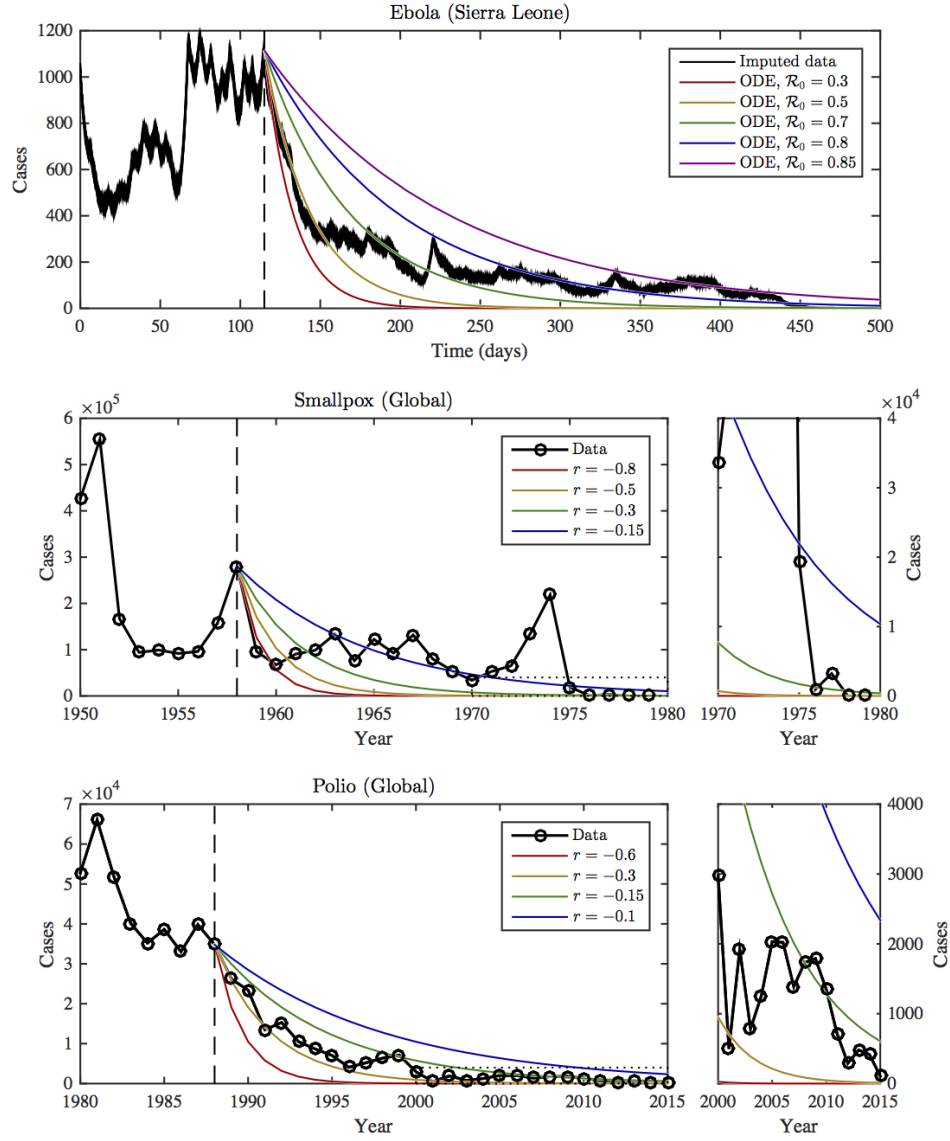 Ebola (Sierra Leone)
1200
1000
800
600
400
200
0
Cases
Imputed data
ODE, R₀ = 0.3
ODE, R₀ = 0.5
ODE, R₀ = 0.7
ODE, R₀ = 0.8
ODE, R₀ = 0.85
0 50 100 150 200 250 300 350 400 450 500
Time (days)
Smallpox (Global)
×10⁵
6
5
4
3
2
1
0
Cases
Data
r = −0.8
r = −0.5
r = −0.3
r = −0.15
1950 1955 1960 1965 1970 1975 1980
Year
×10⁴
4
3
2
1
0
Cases
1970 1975 1980
Year
Polio (Global)
×10⁴
7
6
5
4
3
2
1
0
Cases
Data
r = −0.6
r = −0.3
r = −0.15
r = −0.1
1980 1985 1990 1995 2000 2005 2010 2015
Year
4000
3000
2000
1000
0
Cases
2000 2005 2010 2015
Year